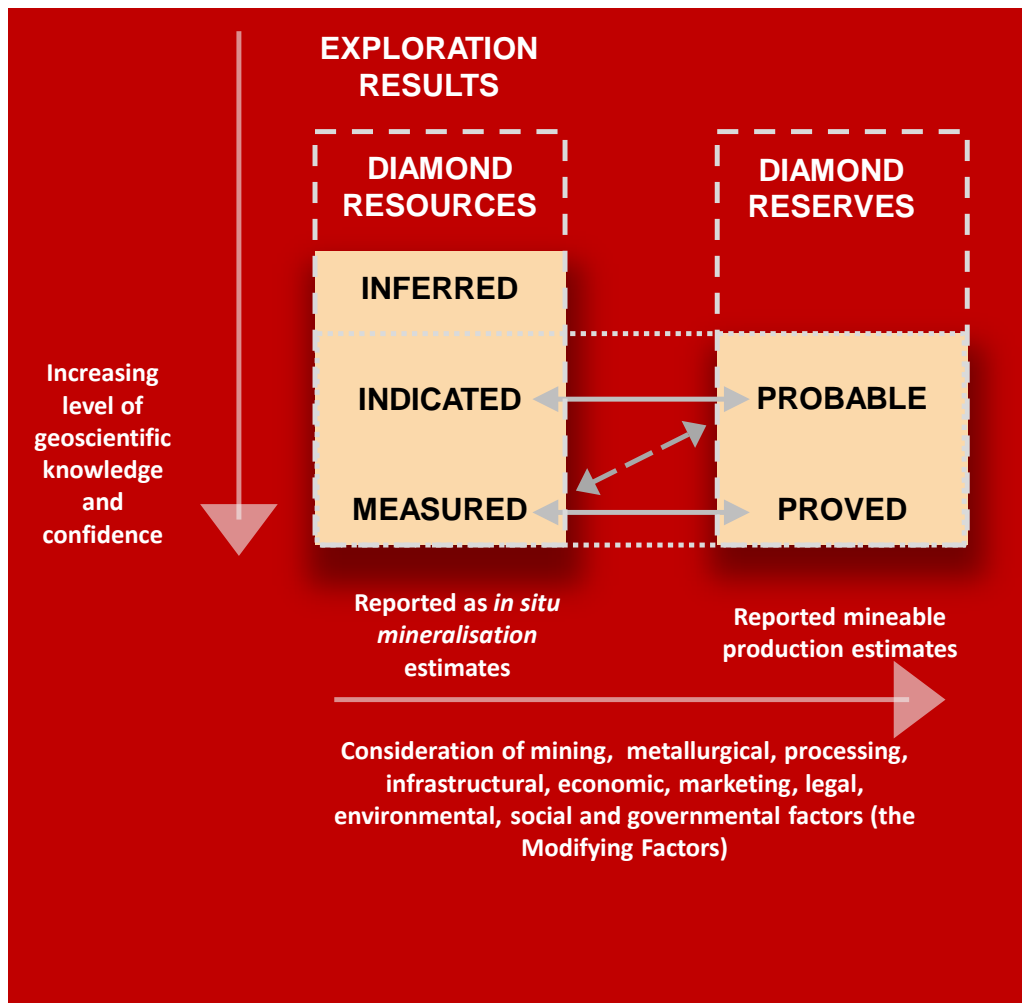 EXPLORATION
RESULTS
DIAMOND
RESOURCES
DIAMOND
RESERVES
INFERRED
INDICATED
PROBABLE
MEASURED
PROVED
Increasing
level of
geoscientific
knowledge
and
confidence
Reported as in situ
mineralisation
estimates
Reported mineable
production estimates
Consideration of mining, metallurgical, processing,
infrastructural, economic, marketing, legal,
environmental, social and governmental factors (the
Modifying Factors)